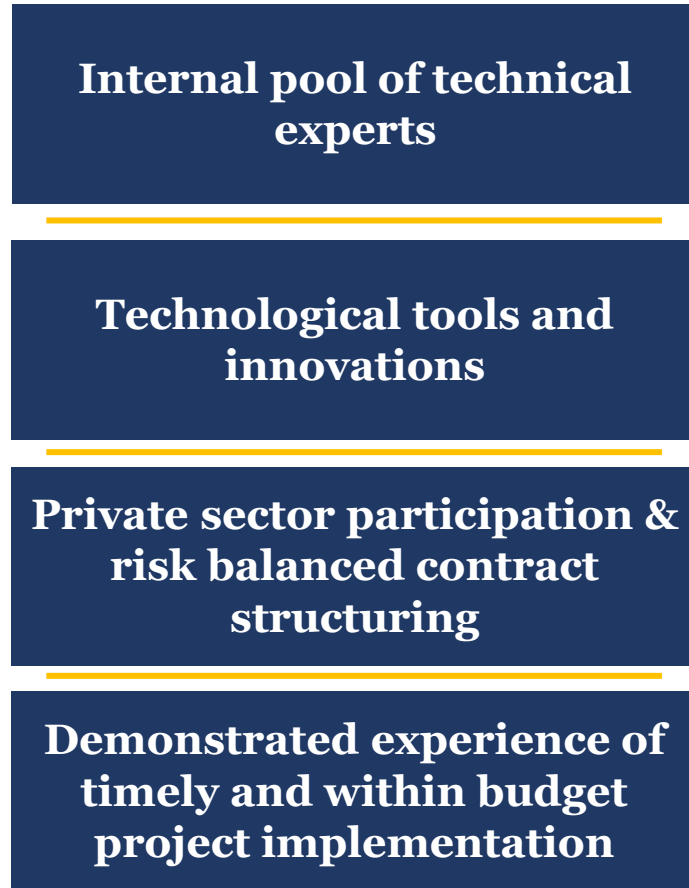 Internal pool of technical
experts
Technological tools and
innovations
Private sector participation &
risk balanced contract
structuring
Demonstrated experience of
timely and within budget
project implementation